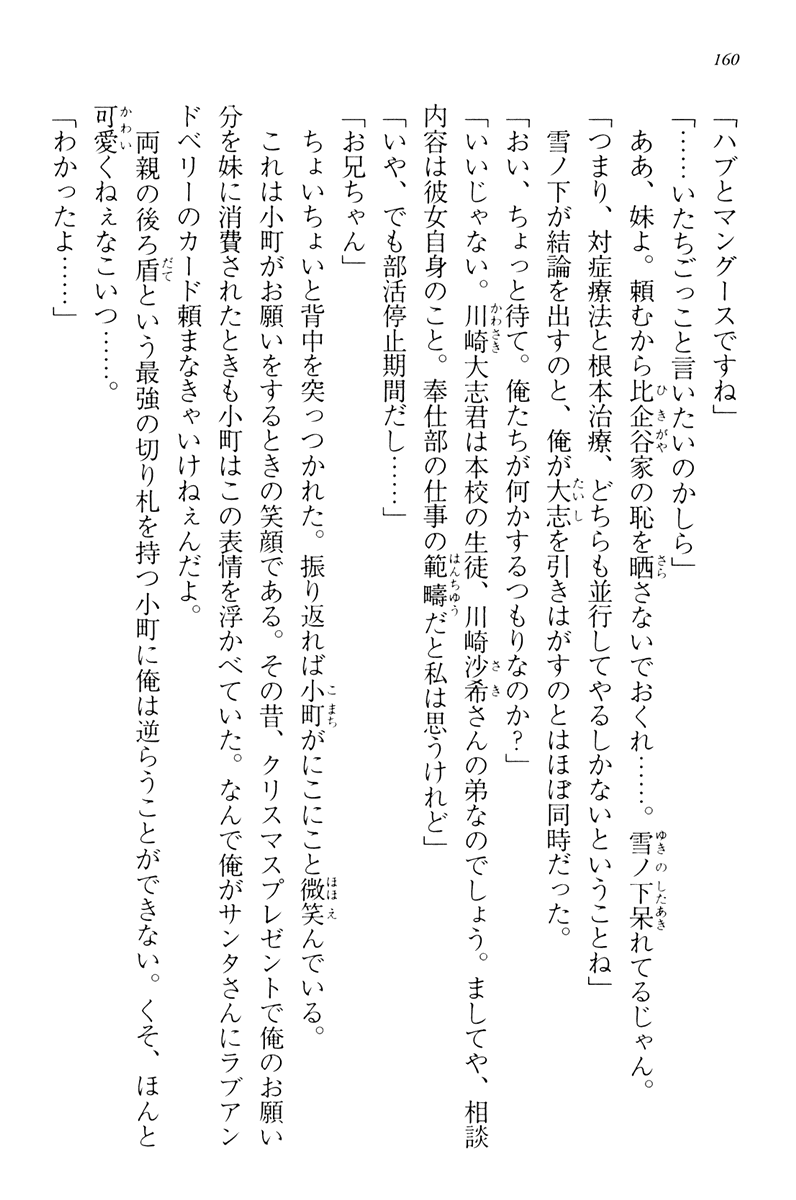 160
「ハブとマングースですね」
「……いたちごっこと言いたいのかしら」
　ああ、妹よ。頼むから比企谷家の恥を晒さないでおくれ……。雪ノ下呆れてるじゃん。
「つまり、対症療法と根本治療、どちらも並行してやるしかないということね」
　雪ノ下が結論を出すのと、俺が大志を引きはがすのとはほぼ同時だった。
「おい、ちょっと待て。俺たちが何かするつもりなのか？」
「いいじゃない。川崎大志君は本校の生徒、川崎沙希さんの弟なのでしょう。ましてや、相談
内容は彼女自身のこと。奉仕部の仕事の範疇だと私は思うけれど」
「いや、でも部活停止期間だし……」
「お兄ちゃん」
　ちょいちょいと背中を突っつかれた。振り返れば小町がにこにこと微笑んでいる。
　これは小町がお願いをするときの笑顔である。その昔、クリスマスプレゼントで俺のお願い
分を妹に消費されたときも小町はこの表情を浮かべていた。なんで俺がサンタさんにラブアン
ドベリーのカード頼まなきゃいけねぇんだよ。
　両親の後ろ盾という最強の切り札を持つ小町に俺は逆らうことができない。くそ、ほんと
可愛くねぇなこいつ……。
「わかったよ……」